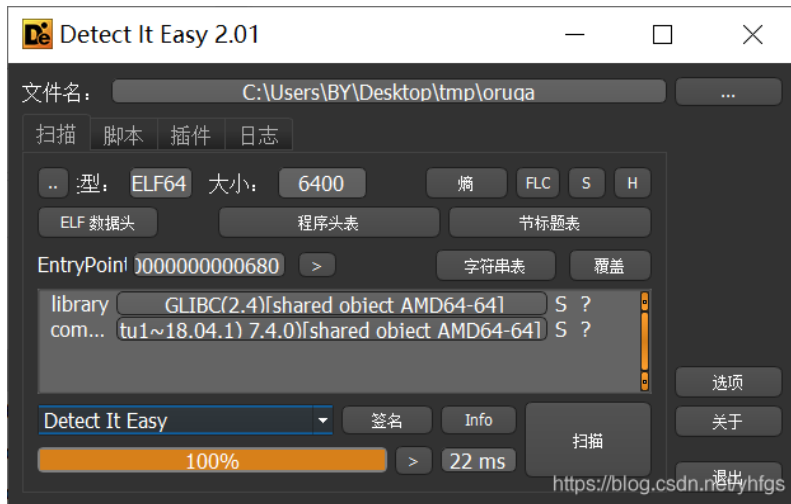 Detect It Easy 2.01
文件名： C:\Users\BY\Desktop\tmp\oruga ...
扫描 脚本 插件 日志
.. 型： ELF64 大小： 6400 熵 FLC S H
ELF 数据头 程序头表 节标题表
EntryPoint 0000000000680 > 字符串表 覆盖
library GLIBC(2.4)[shared object AMD64-64] S ?
com... tu1~18.04.1) 7.4.0)[shared object AMD64-64] S ?
选项
Detect It Easy 签名 Info 扫描 关于
100% > 22 ms 退出
https://blog.csdn.net/yhfgs